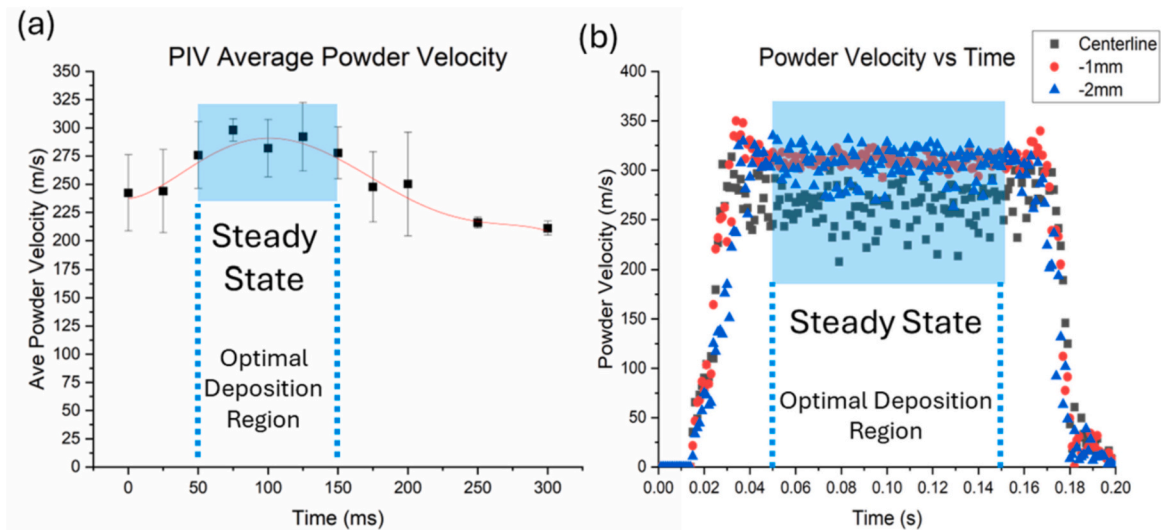 (a)
PIV Average Powder Velocity
Ave Powder Velocity (m/s)
350
325
300
275
250
225
200
175
150
125
100
75
50
25
0
Steady
State
Optimal
Deposition
Region
0
50
100
150
200
250
300
Time (ms)
(b)
Powder Velocity vs Time
Centerline
-1mm
-2mm
Powder Velocity (m/s)
400
350
300
250
300
150
100
50
0
Steady State
Optimal Deposition
Region
0.00
0.02
0.04
0.06
0.08
0.10
0.12
0.14
0.16
0.18
0.20
Time (s)